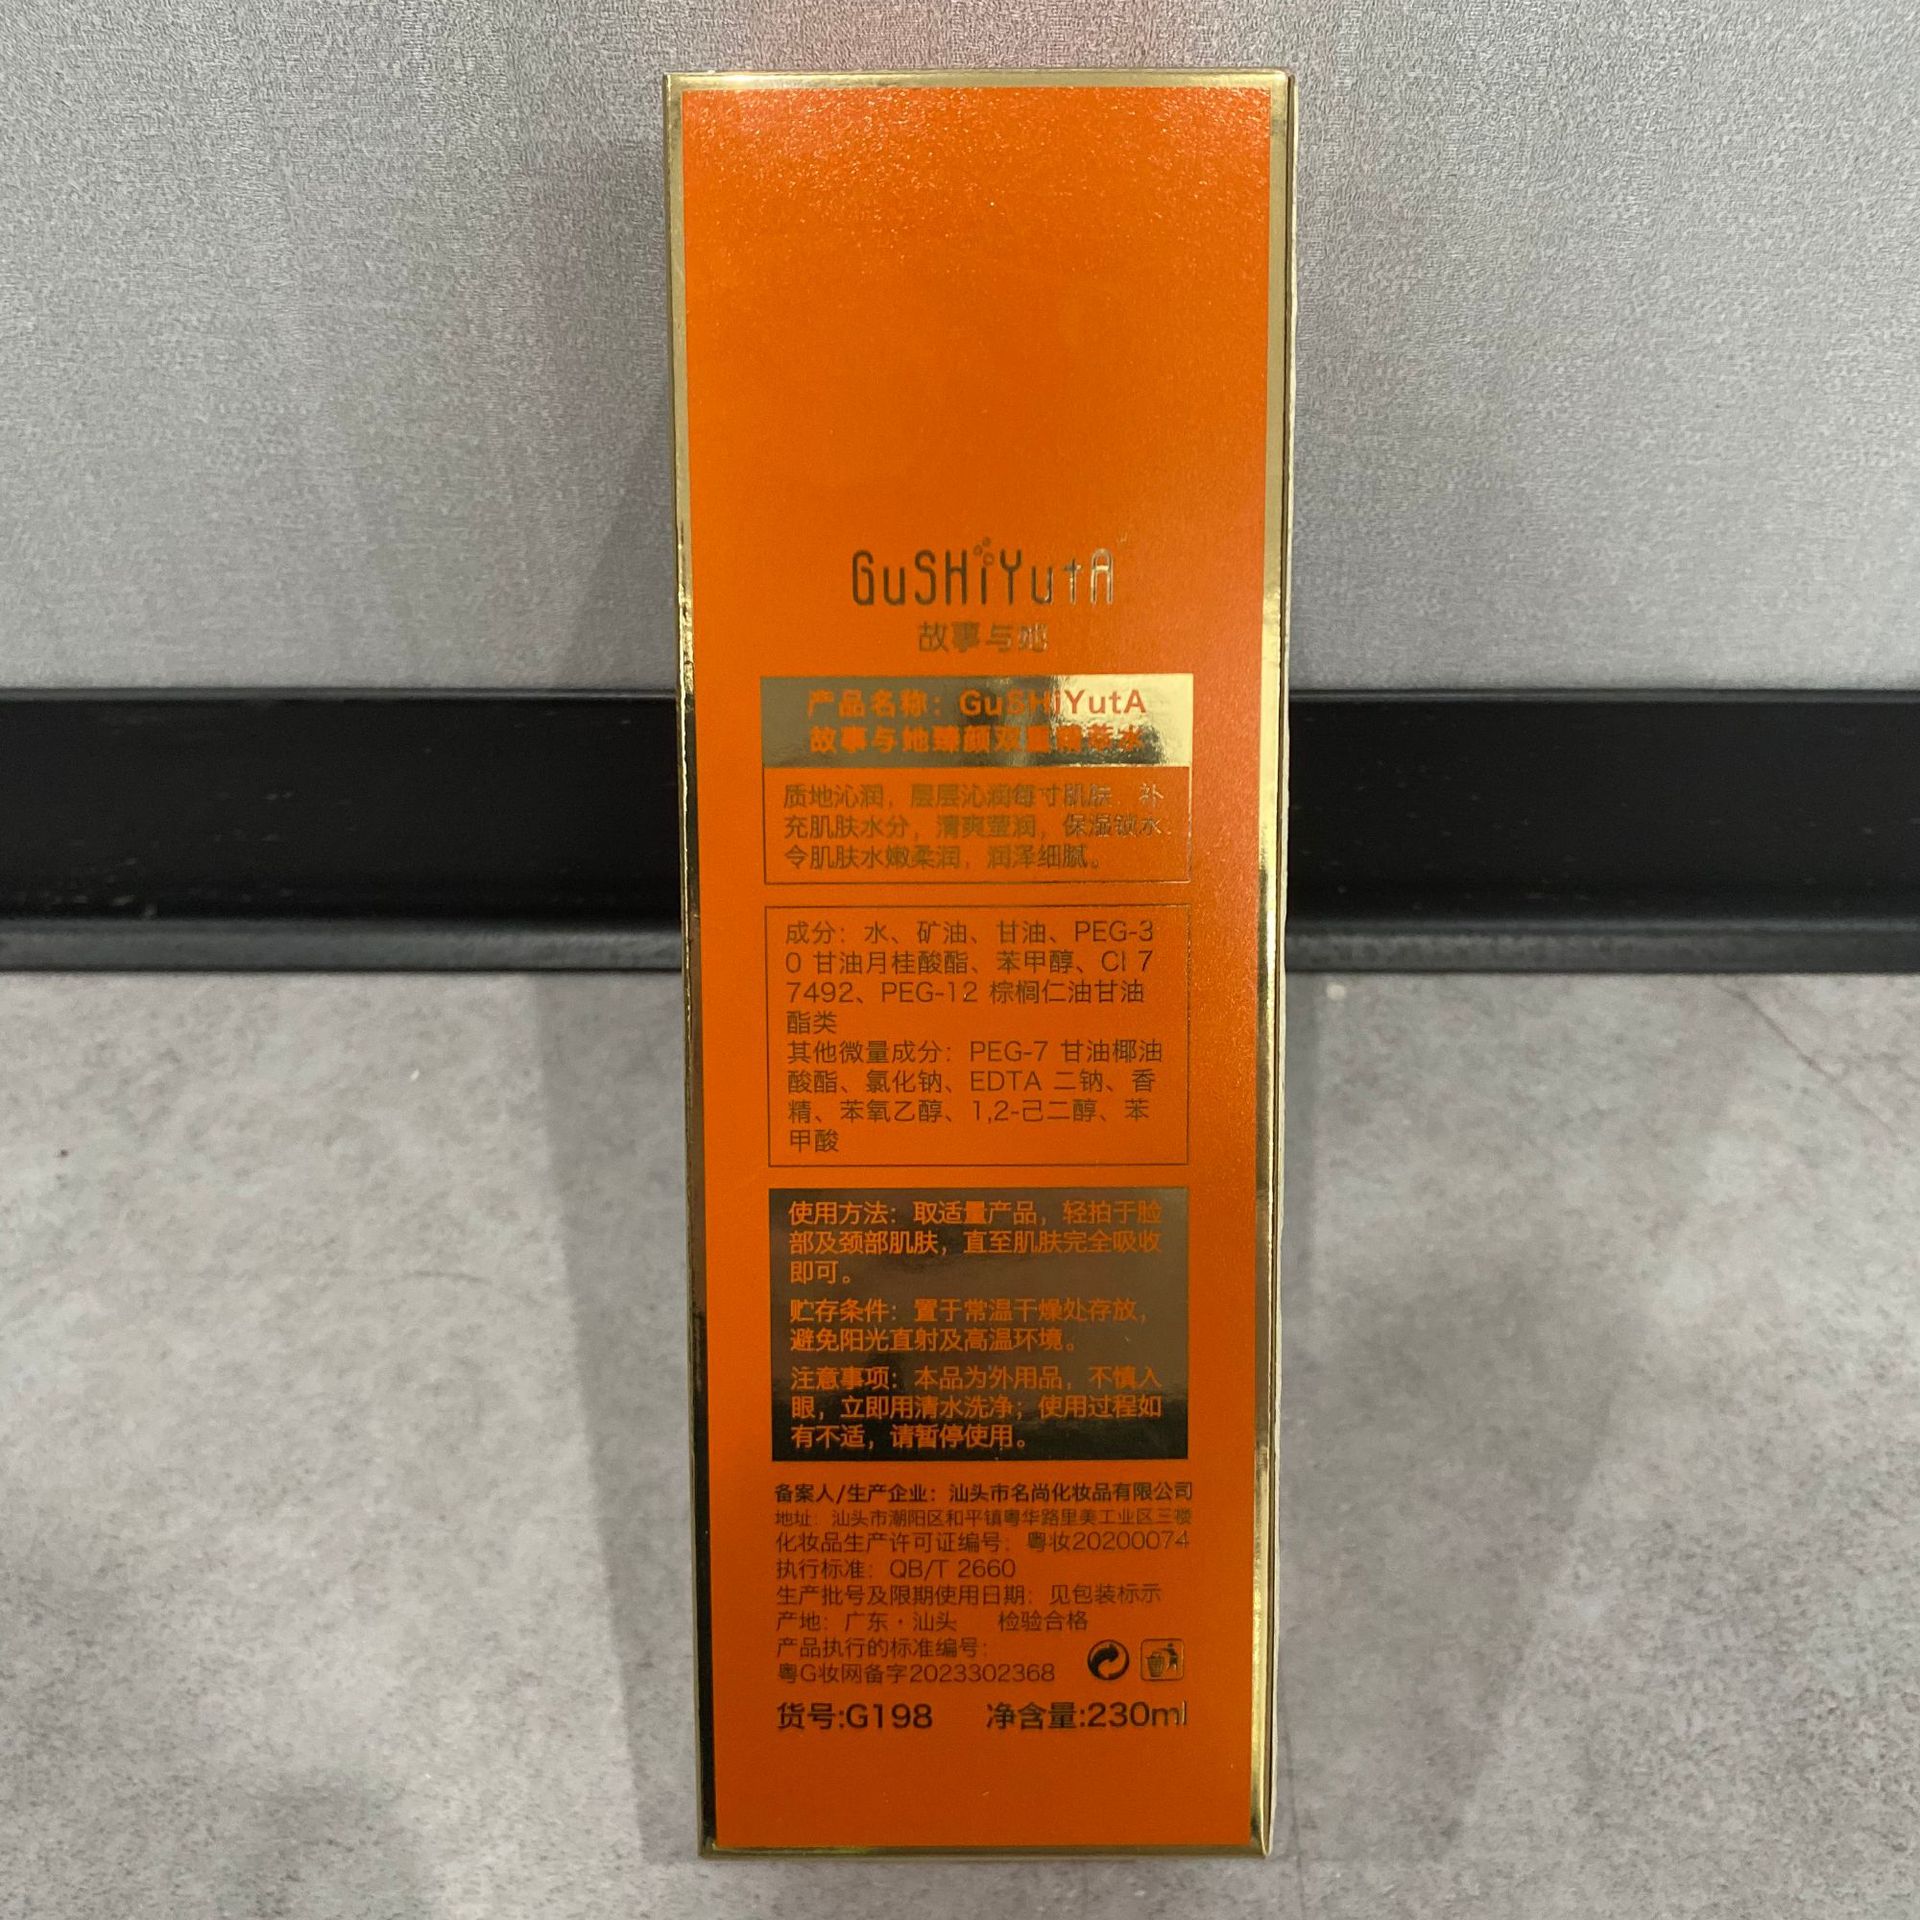 GuSHiYutA
故事与她
产品名称：GuSHiYutA
故事与她臻颜双重精萃水
质地沁润，层层沁润每寸肌肤，补
充肌肤水分，清爽莹润，保湿锁水，
令肌肤水嫩柔润，润泽细腻。
成分：水、矿油、甘油、PEG-3
0 甘油月桂酸酯、苯甲醇、CI 7
7492、PEG-12 棕榈仁油甘油
酯类
其他微量成分：PEG-7 甘油椰油
酸酯、氯化钠、EDTA 二钠、香
精、苯氧乙醇、1,2-己二醇、苯
甲酸
使用方法：取适量产品，轻拍于脸
部及颈部肌肤，直至肌肤完全吸收
即可。
贮存条件：置于常温干燥处存放，
避免阳光直射及高温环境。
注意事项：本品为外用品，不慎入
眼，立即用清水洗净；使用过程如
有不适，请暂停使用。
备案人/生产企业：汕头市名尚化妆品有限公司
地址：汕头市潮阳区和平镇粤华路里美工业区三楼
化妆品生产许可证编号：粤妆20200074
执行标准：QB/T 2660
生产批号及限期使用日期：见包装标示
产地：广东·汕头 检验合格
产品执行的标准编号：
粤G妆网备字2023302368
货号:G198 净含量:230ml